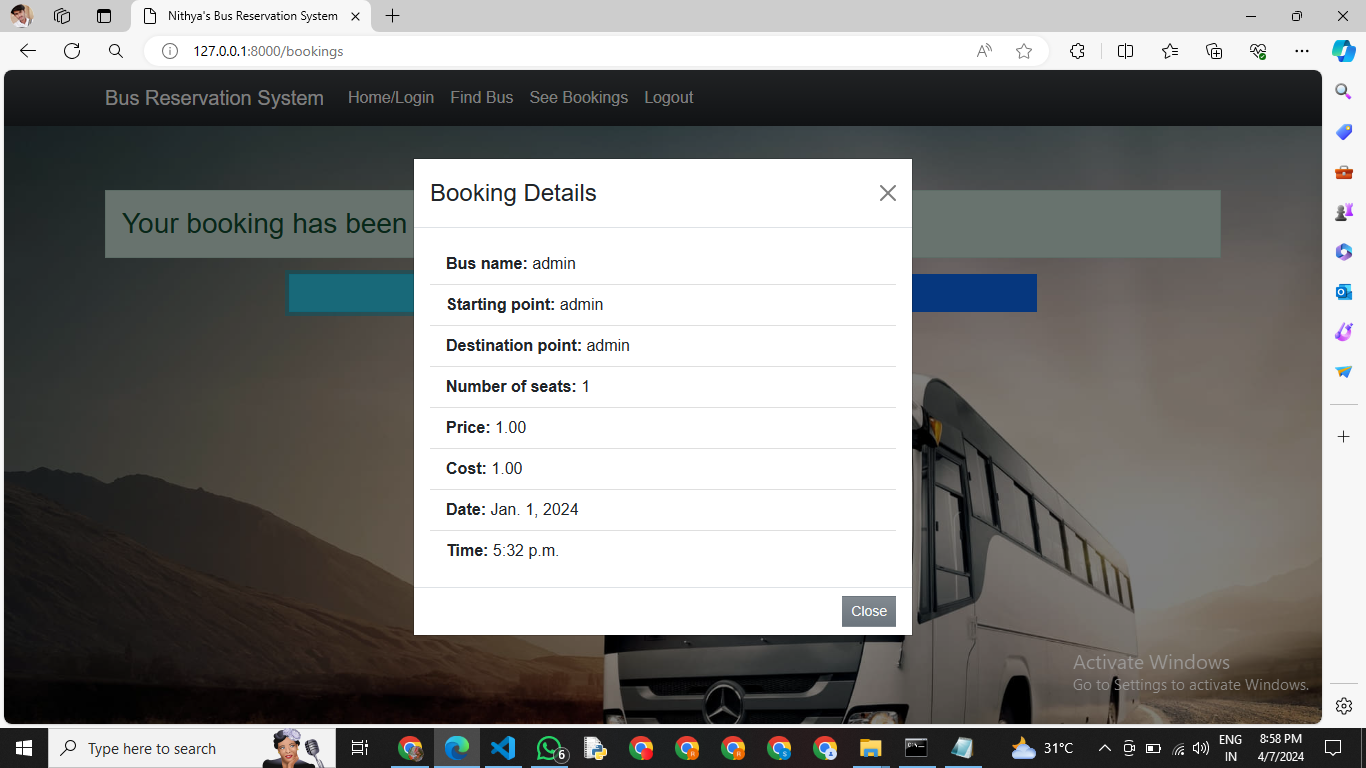 Nithya's Bus Reservation System
127.0.0.1:8000/bookings
Bus Reservation System Home/Login Find Bus See Bookings Logout
Your booking has been
Booking Details
Bus name: admin
Starting point: admin
Destination point: admin
Number of seats: 1
Price: 1.00
Cost: 1.00
Date: Jan. 1, 2024
Time: 5:32 p.m.
Close
Activate Windows
Go to Settings to activate Windows.
Type here to search
6
31°C
ENG
IN
8:58 PM
4/7/2024